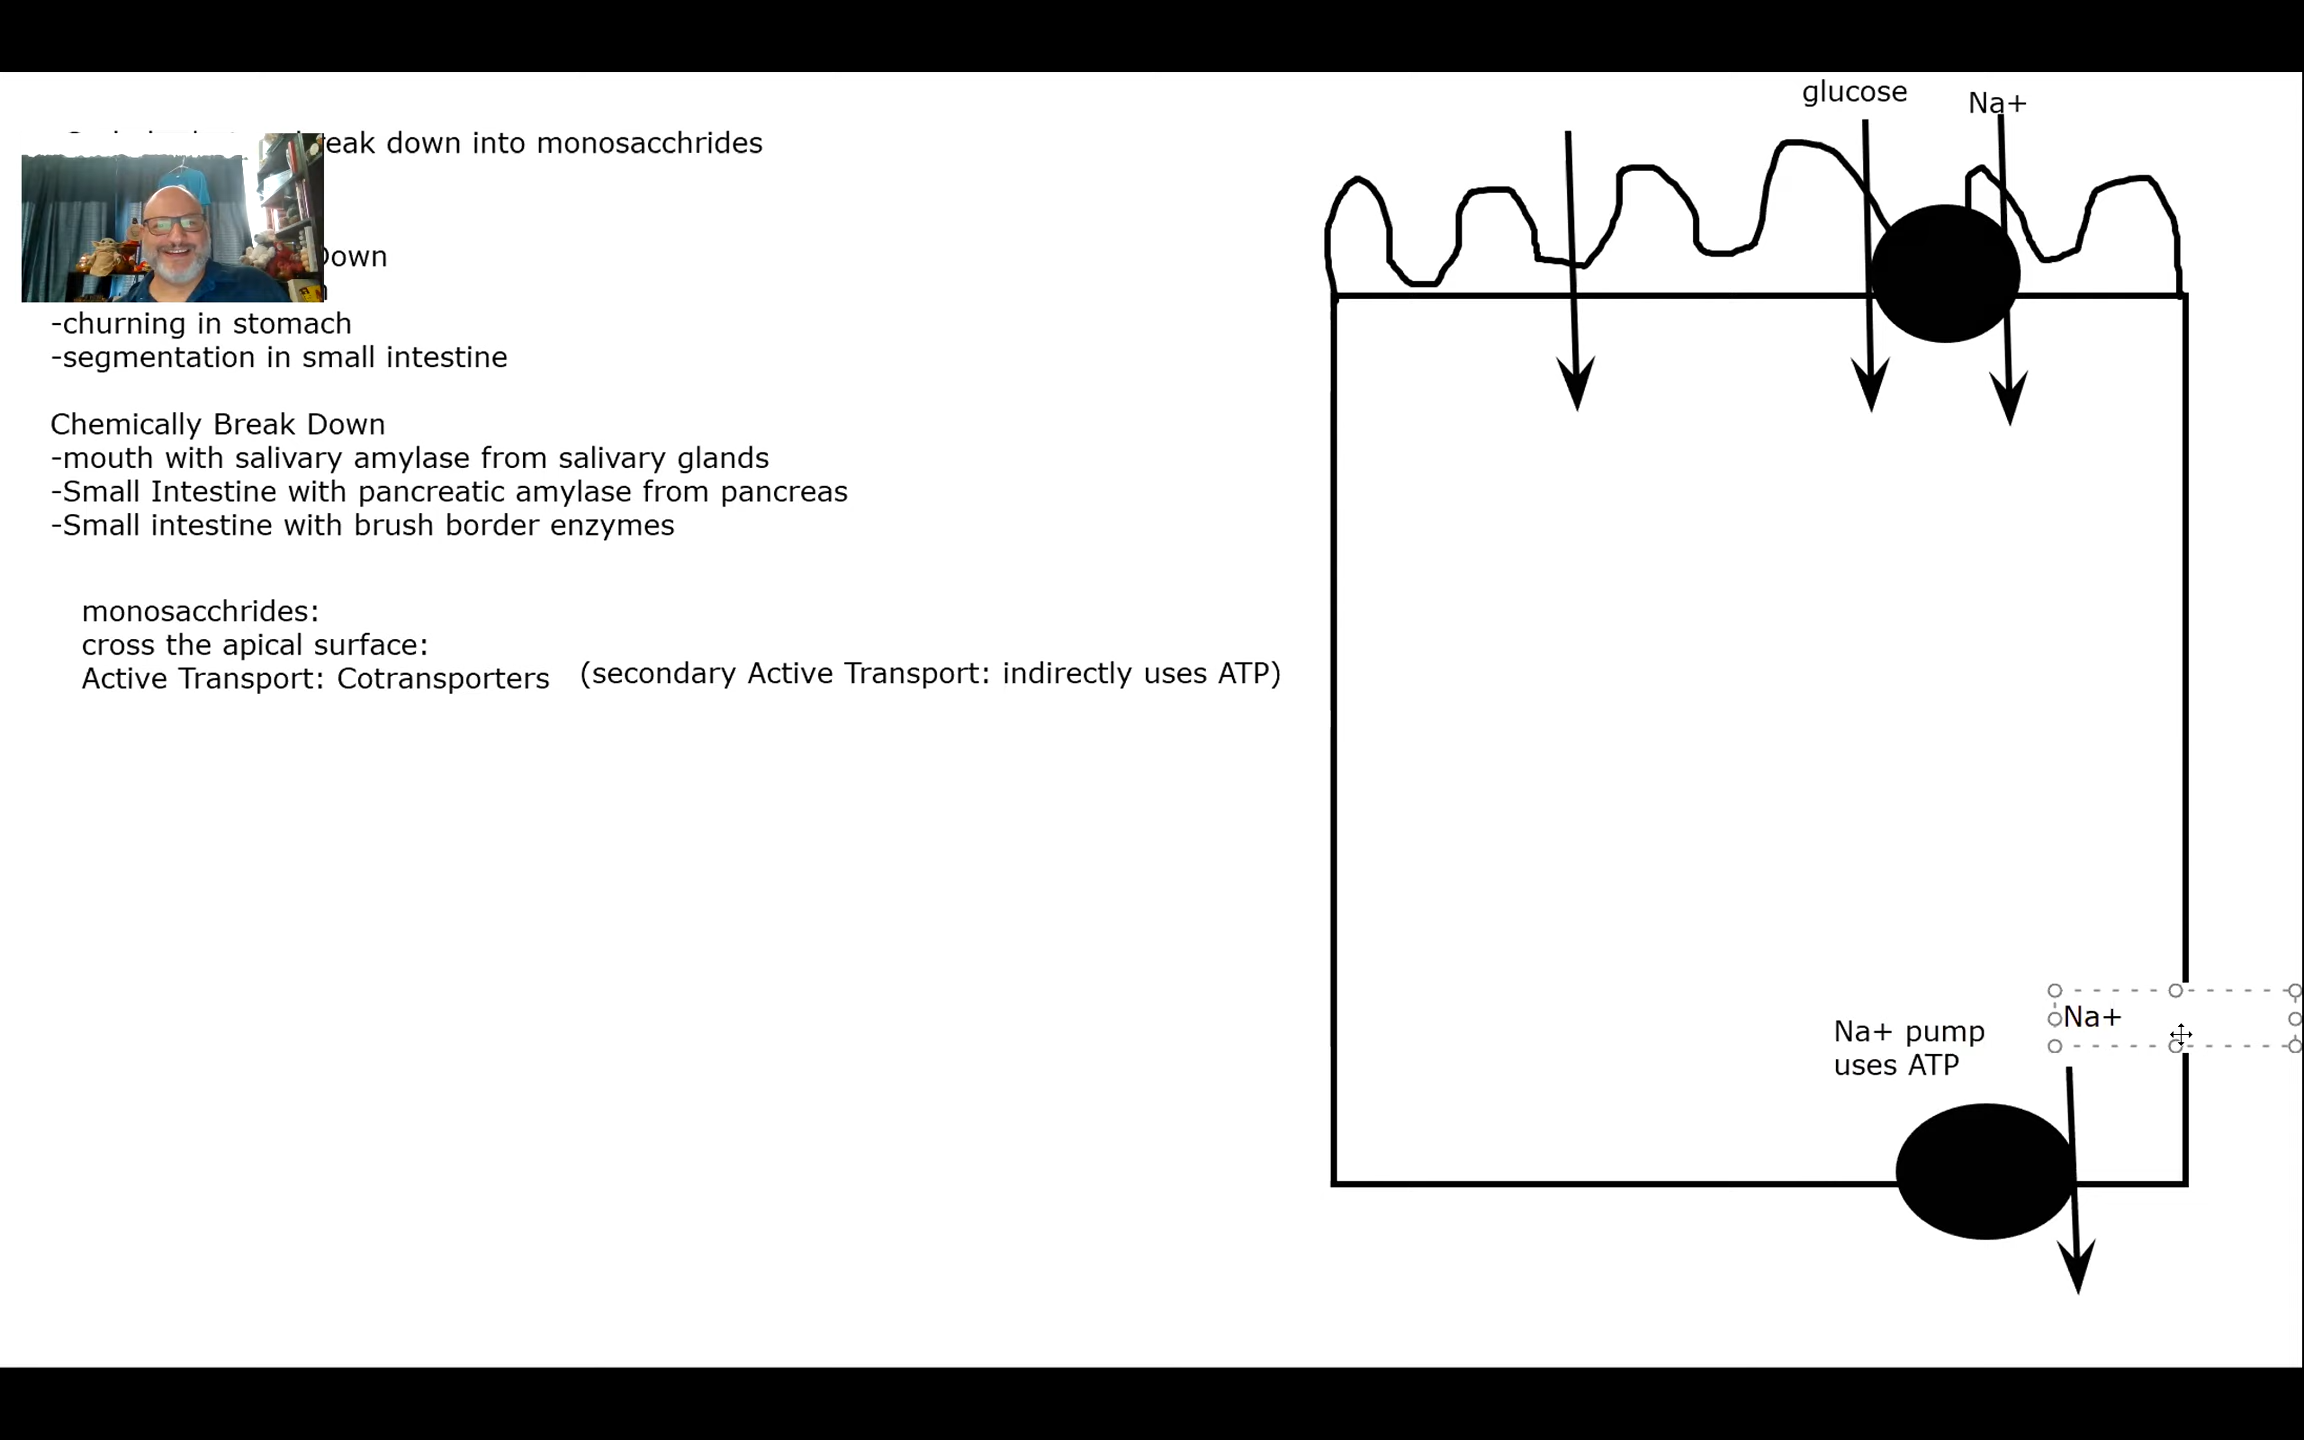 break down into monosacchrides
Down
-churning in stomach
-segmentation in small intestine
Chemically Break Down
-mouth with salivary amylase from salivary glands
-Small Intestine with pancreatic amylase from pancreas
-Small intestine with brush border enzymes
monosacchrides:
cross the apical surface:
Active Transport: Cotransporters (secondary Active Transport: indirectly uses ATP)
glucose
Na+
Na+
Na+ pump
uses ATP